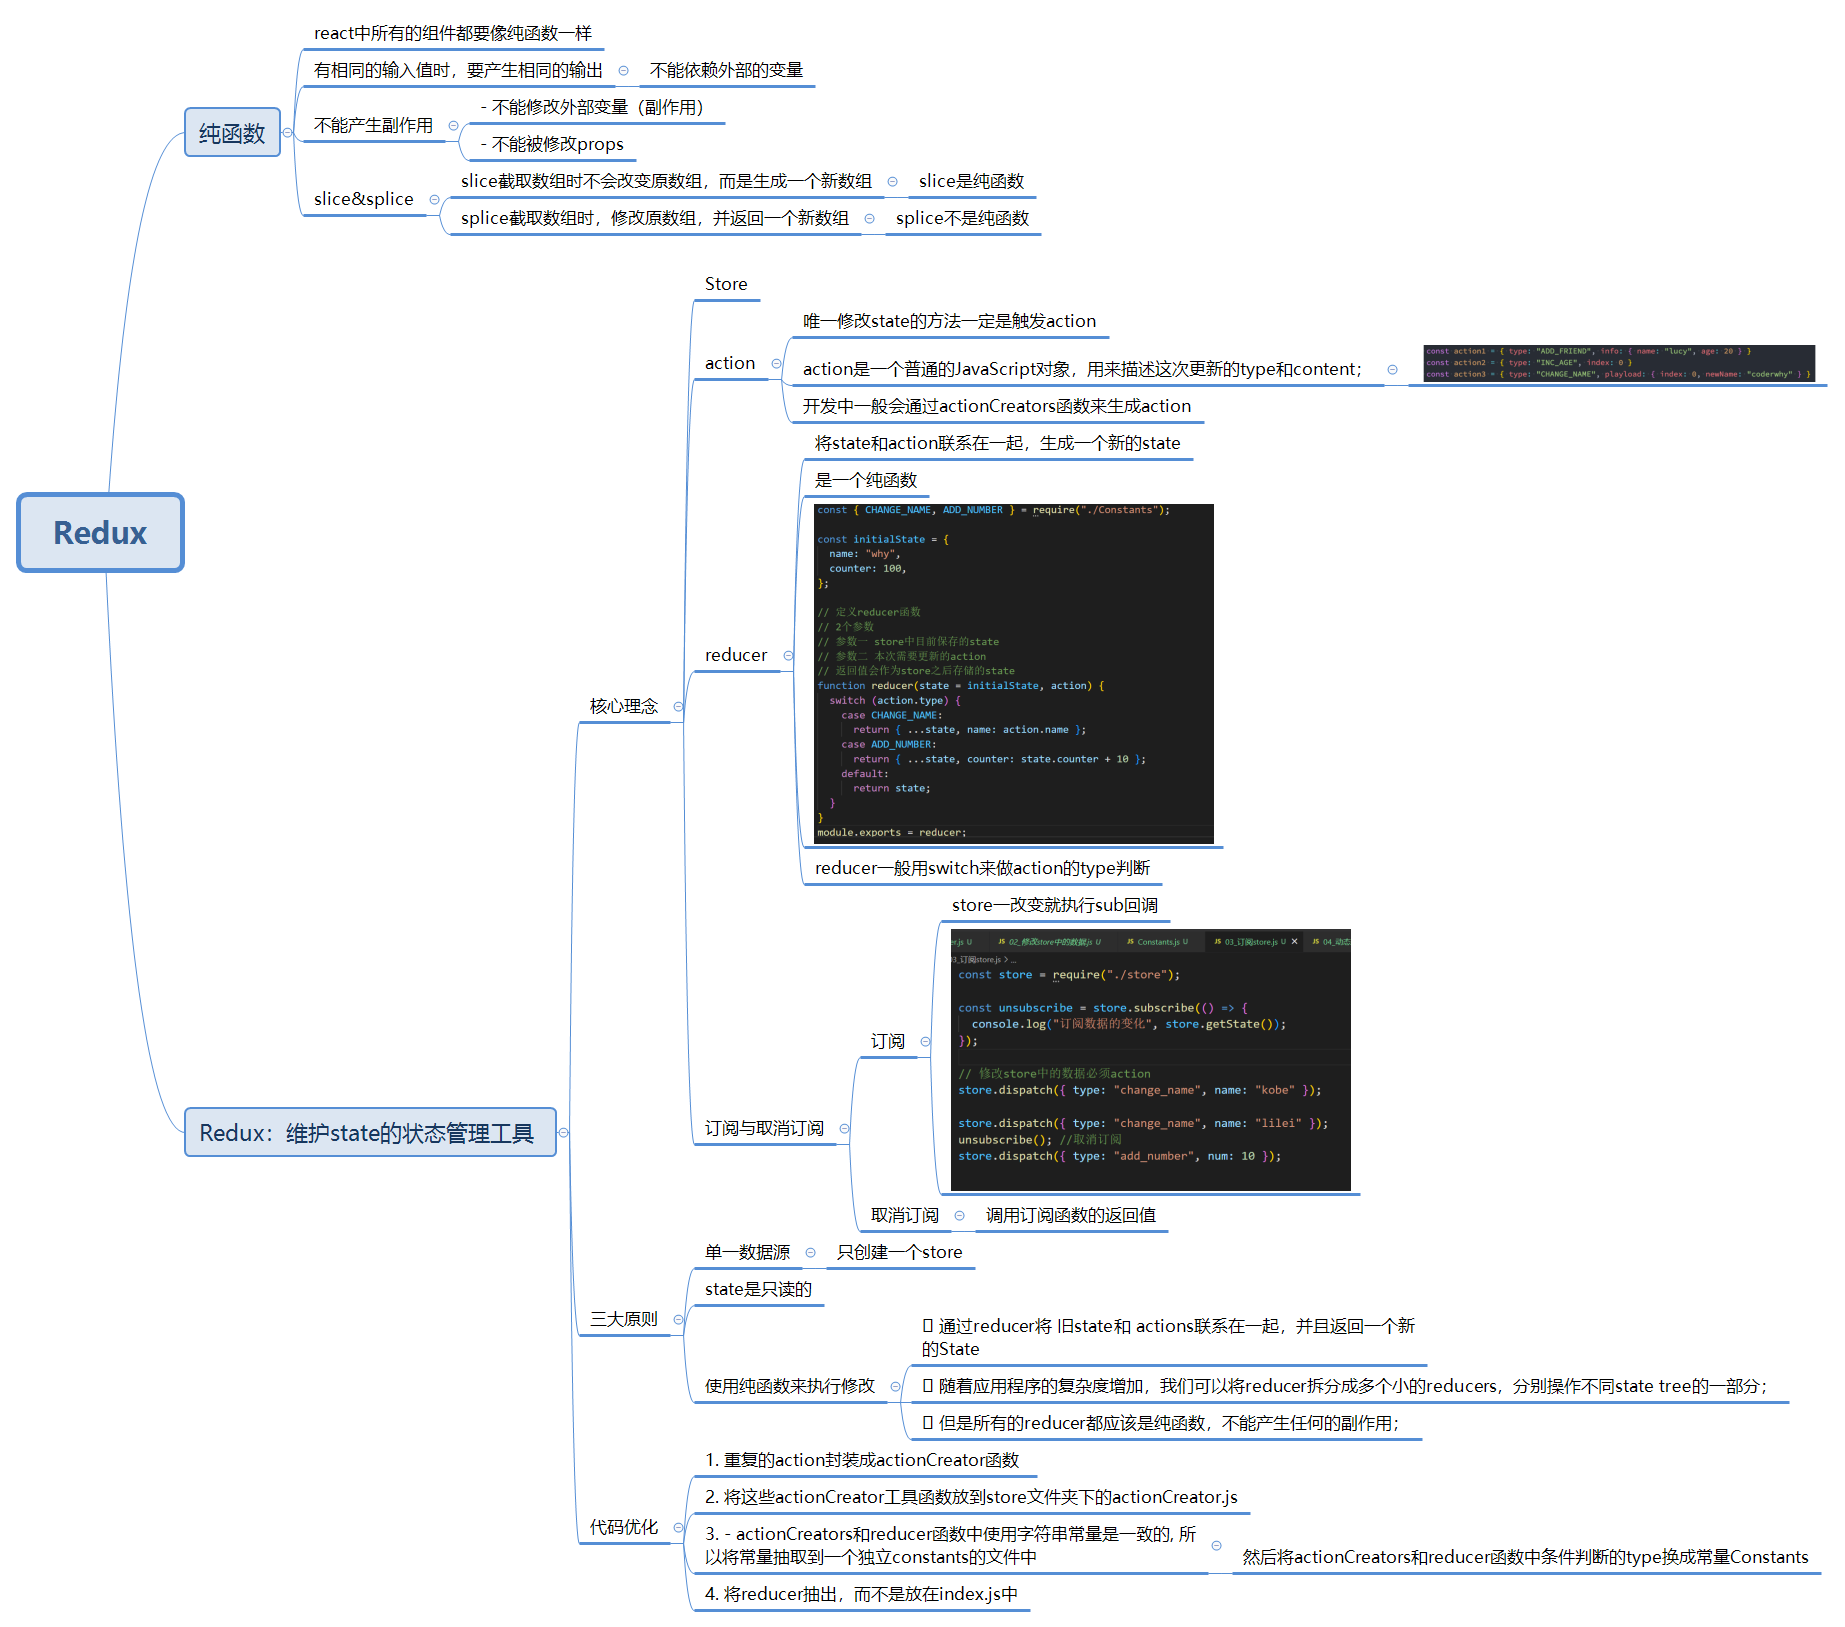 react中所有的组件都要像纯函数一样
有相同的输入值时，要产生相同的输出
不能依赖外部的变量
纯函数
不能产生副作用
- 不能修改外部变量（副作用）
- 不能被修改props
slice&splice
slice截取数组时不会改变原数组，而是生成一个新数组
slice是纯函数
splice截取数组时，修改原数组，并返回一个新数组
splice不是纯函数
Redux
Redux：维护state的状态管理工具
核心理念
Store
action
唯一修改state的方法一定是触发action
action是一个普通的JavaScript对象，用来描述这次更新的type和content；
const action1 = { type: "ADD_FRIEND", info: { name: "lucy", age: 20 } }
const action2 = { type: "INC_AGE", index: 0 }
const action3 = { type: "CHANGE_NAME", playload: { index: 0, newName: "coderwhy" } }
开发中一般会通过actionCreators函数来生成action
reducer
将state和action联系在一起，生成一个新的state
是一个纯函数
const { CHANGE_NAME, ADD_NUMBER } = require("./Constants");
const initialState = {
name: "why",
counter: 100,
};
// 定义reducer函数
// 2个参数
// 参数一 store中目前保存的state
// 参数二 本次需要更新的action
// 返回值会作为store之后存储的state
function reducer(state = initialState, action) {
switch (action.type) {
case CHANGE_NAME:
return { ...state, name: action.name };
case ADD_NUMBER:
return { ...state, counter: state.counter + 10 };
default:
return state;
}
}
module.exports = reducer;
reducer一般用switch来做action的type判断
订阅与取消订阅
订阅
store一改变就执行sub回调
er.js U JS 02_修改store中的数据.js U JS Constants.js U JS 03_订阅store.js U × JS 04_动态
03_订阅store.js > ...
const store = require("./store");
const unsubscribe = store.subscribe(() => {
console.log("订阅数据的变化", store.getState());
});
// 修改store中的数据必须action
store.dispatch({ type: "change_name", name: "kobe" });
store.dispatch({ type: "change_name", name: "lilei" });
unsubscribe(); //取消订阅
store.dispatch({ type: "add_number", num: 10 });
取消订阅
调用订阅函数的返回值
三大原则
单一数据源
只创建一个store
state是只读的
使用纯函数来执行修改
通过reducer将 旧state和 actions联系在一起，并且返回一个新
的State
随着应用程序的复杂度增加，我们可以将reducer拆分成多个小的reducers，分别操作不同state tree的一部分；
但是所有的reducer都应该是纯函数，不能产生任何的副作用；
代码优化
1. 重复的action封装成actionCreator函数
2. 将这些actionCreator工具函数放到store文件夹下的actionCreator.js
3. - actionCreators和reducer函数中使用字符串常量是一致的, 所
以将常量抽取到一个独立constants的文件中
然后将actionCreators和reducer函数中条件判断的type换成常量Constants
4. 将reducer抽出，而不是放在index.js中